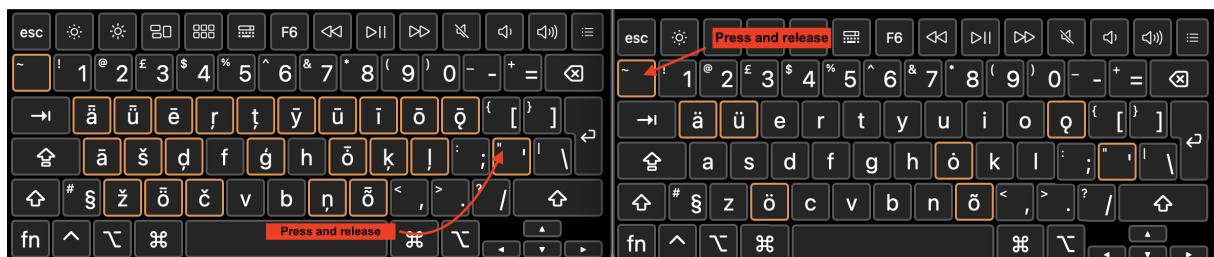 esc F6
~ ! 1 @ 2 £ 3 $ 4 % 5 ^ 6 & 7 * 8 ( 9 ) 0 – - + =
ǟ ǖ ē ŗ ţ ȳ ū ī ō ǭ { [ } ]
ā š ḑ f ģ h ȱ ķ ļ : ; " ' | \
# § ž ȫ č v b ņ ȭ < , > . ? /
Press and release
fn ^ ⌥ ⌘ ⌘ ⌥
esc F6
Press and release
~ ! 1 @ 2 £ 3 $ 4 % 5 ^ 6 & 7 * 8 ( 9 ) 0 – - + =
ä ü e r t y u i o ǫ { [ } ]
a s d f g h ȯ k l : ; " ' | \
# § z ö c v b n õ < , > . ? /
fn ^ ⌥ ⌘ ⌘ ⌥